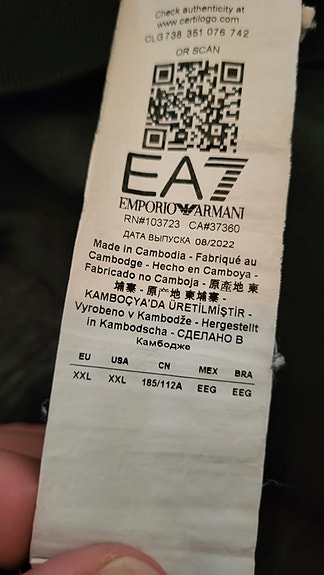 Check authenticity at
www.certilogo.com
CLG 738 351 076 742
OR SCAN
EA7
EMPORIO ARMANI
RN#103723 CA#37360
ДАТА ВЫПУСКА 08/2022
Made in Cambodia - Fabriqué au
Cambodge - Hecho en Camboya -
Fabricado no Camboja - 原產地 柬
埔寨 - 原产地 柬埔寨 -
KAMBOÇYA'DA ÜRETİLMİŞTİR -
Vyrobeno v Kambodže - Hergestellt
in Kambodscha - СДЕЛАНО В
Камбодже
EU USA CN MEX BRA
XXL XXL 185/112A EEG EEG